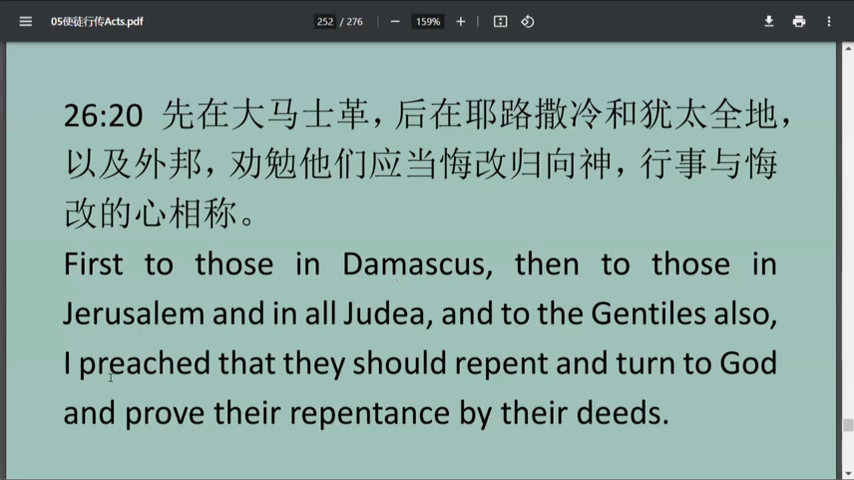 05使徒行传Acts.pdf
252 / 276
159%
26:20 先在大马士革，后在耶路撒冷和犹太全地，
以及外邦，劝勉他们应当悔改归向神，行事与悔
改的心相称。
First to those in Damascus, then to those in
Jerusalem and in all Judea, and to the Gentiles also,
I preached that they should repent and turn to God
and prove their repentance by their deeds.